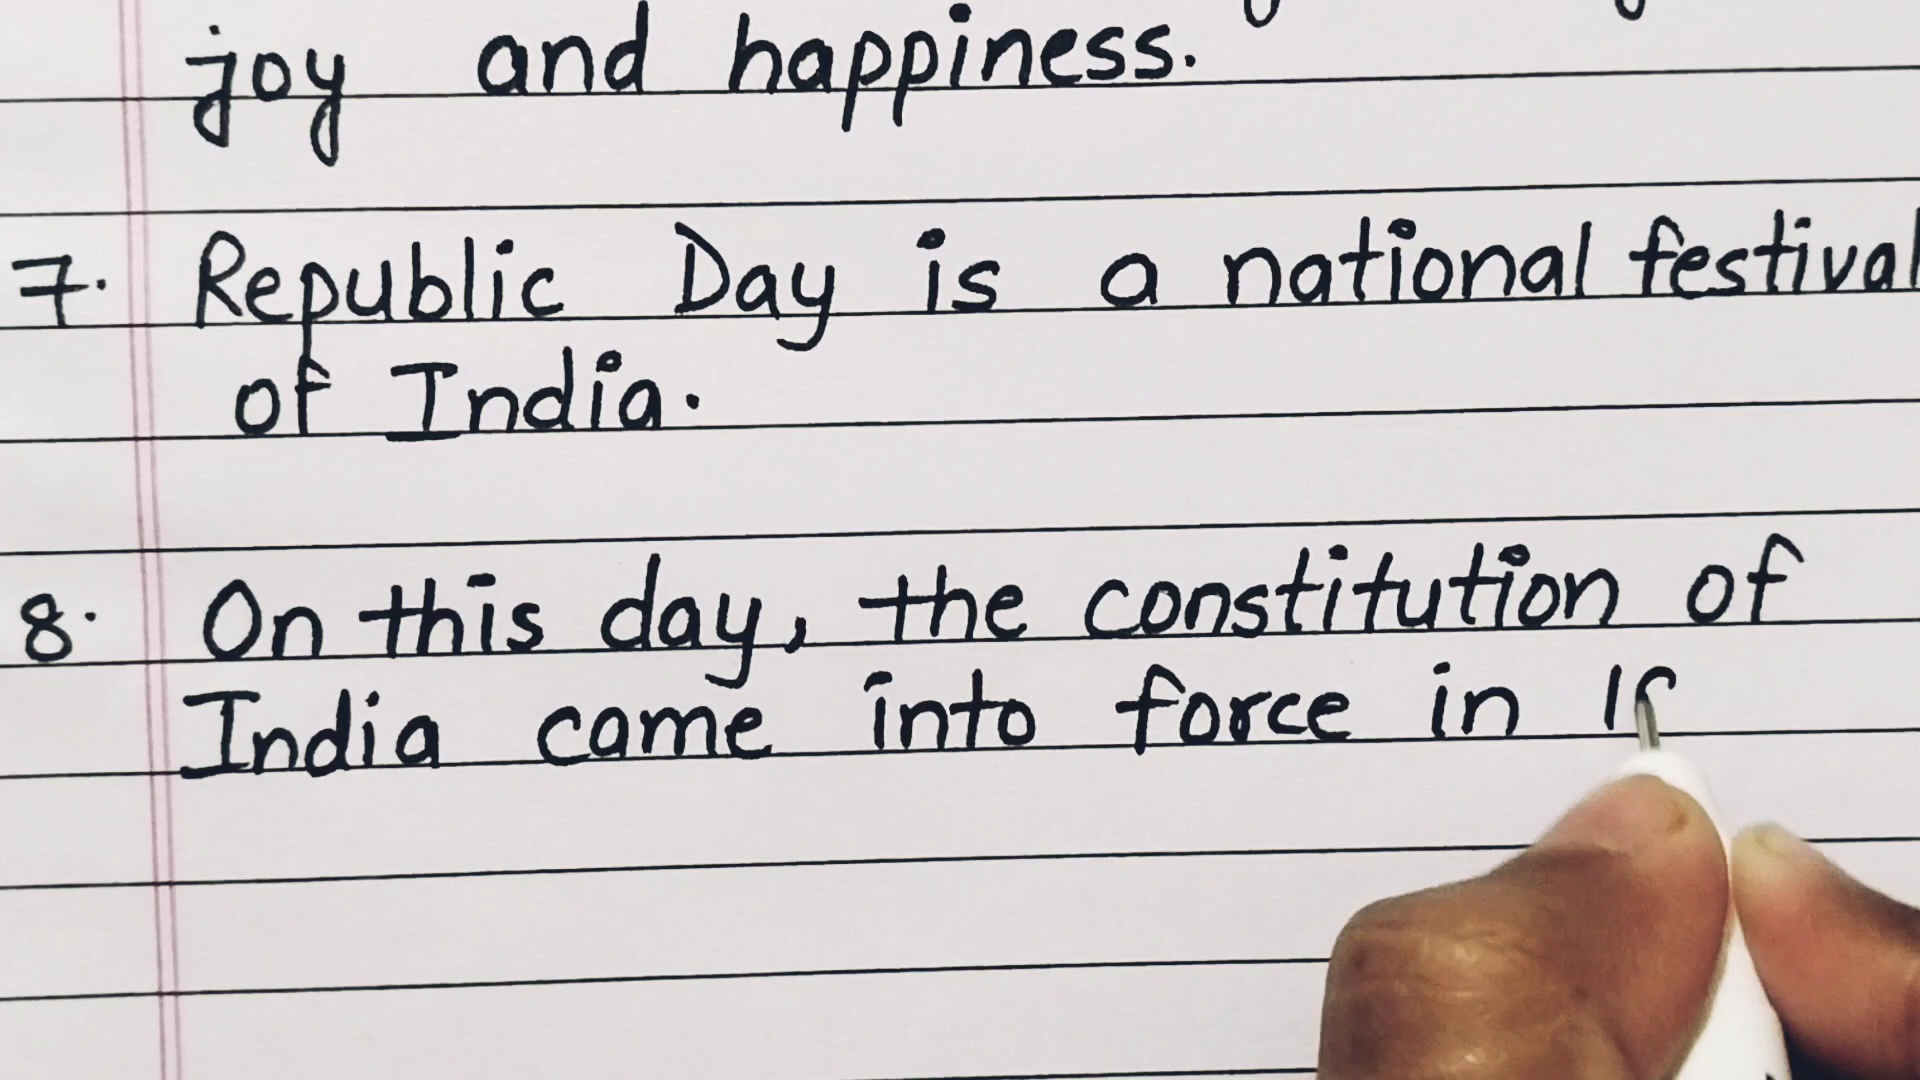 joy and happiness.
7. Republic Day is a national festival
of India.
8. On this day, the constitution of
India came into force in 1